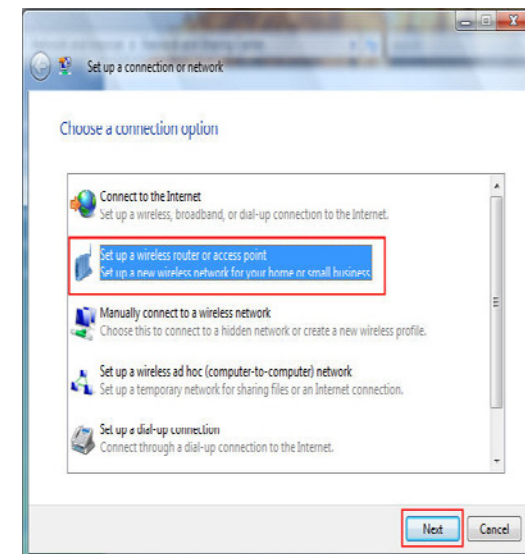 Set up a connection or network
Choose a connection option
Connect to the Internet
Set up a wireless, broadband, or dial-up connection to the Internet.
Set up a wireless router or access point
Set up a new wireless network for your home or small business.
Manually connect to a wireless network
Choose this to connect to a hidden network or create a new wireless profile.
Set up a wireless ad hoc (computer-to-computer) network
Set up a temporary network for sharing files or an Internet connection.
Set up a dial-up connection
Connect through a dial-up connection to the Internet.
Next
Cancel